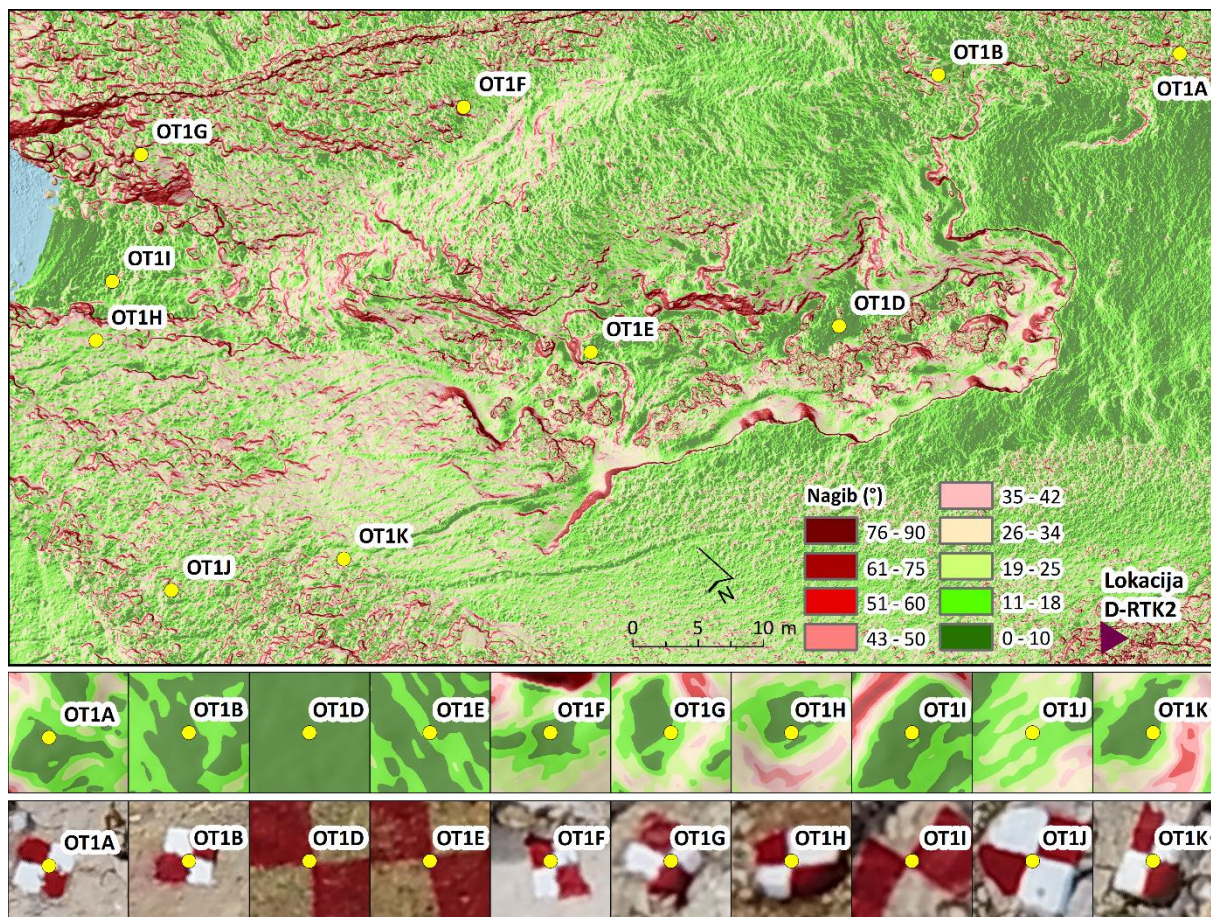 OT1B
OT1A
OT1F
OT1G
OT1I
OT1H
OT1D
OT1E
OT1K
OT1J
Nagib (°)
76 - 90
61 - 75
51 - 60
43 - 50
35 - 42
26 - 34
19 - 25
11 - 18
0 - 10
N
0 5 10 m
Lokacija
D-RTK2
OT1A OT1B OT1D OT1E OT1F OT1G OT1H OT1I OT1J OT1K
OT1A OT1B OT1D OT1E OT1F OT1G OT1H OT1I OT1J OT1K